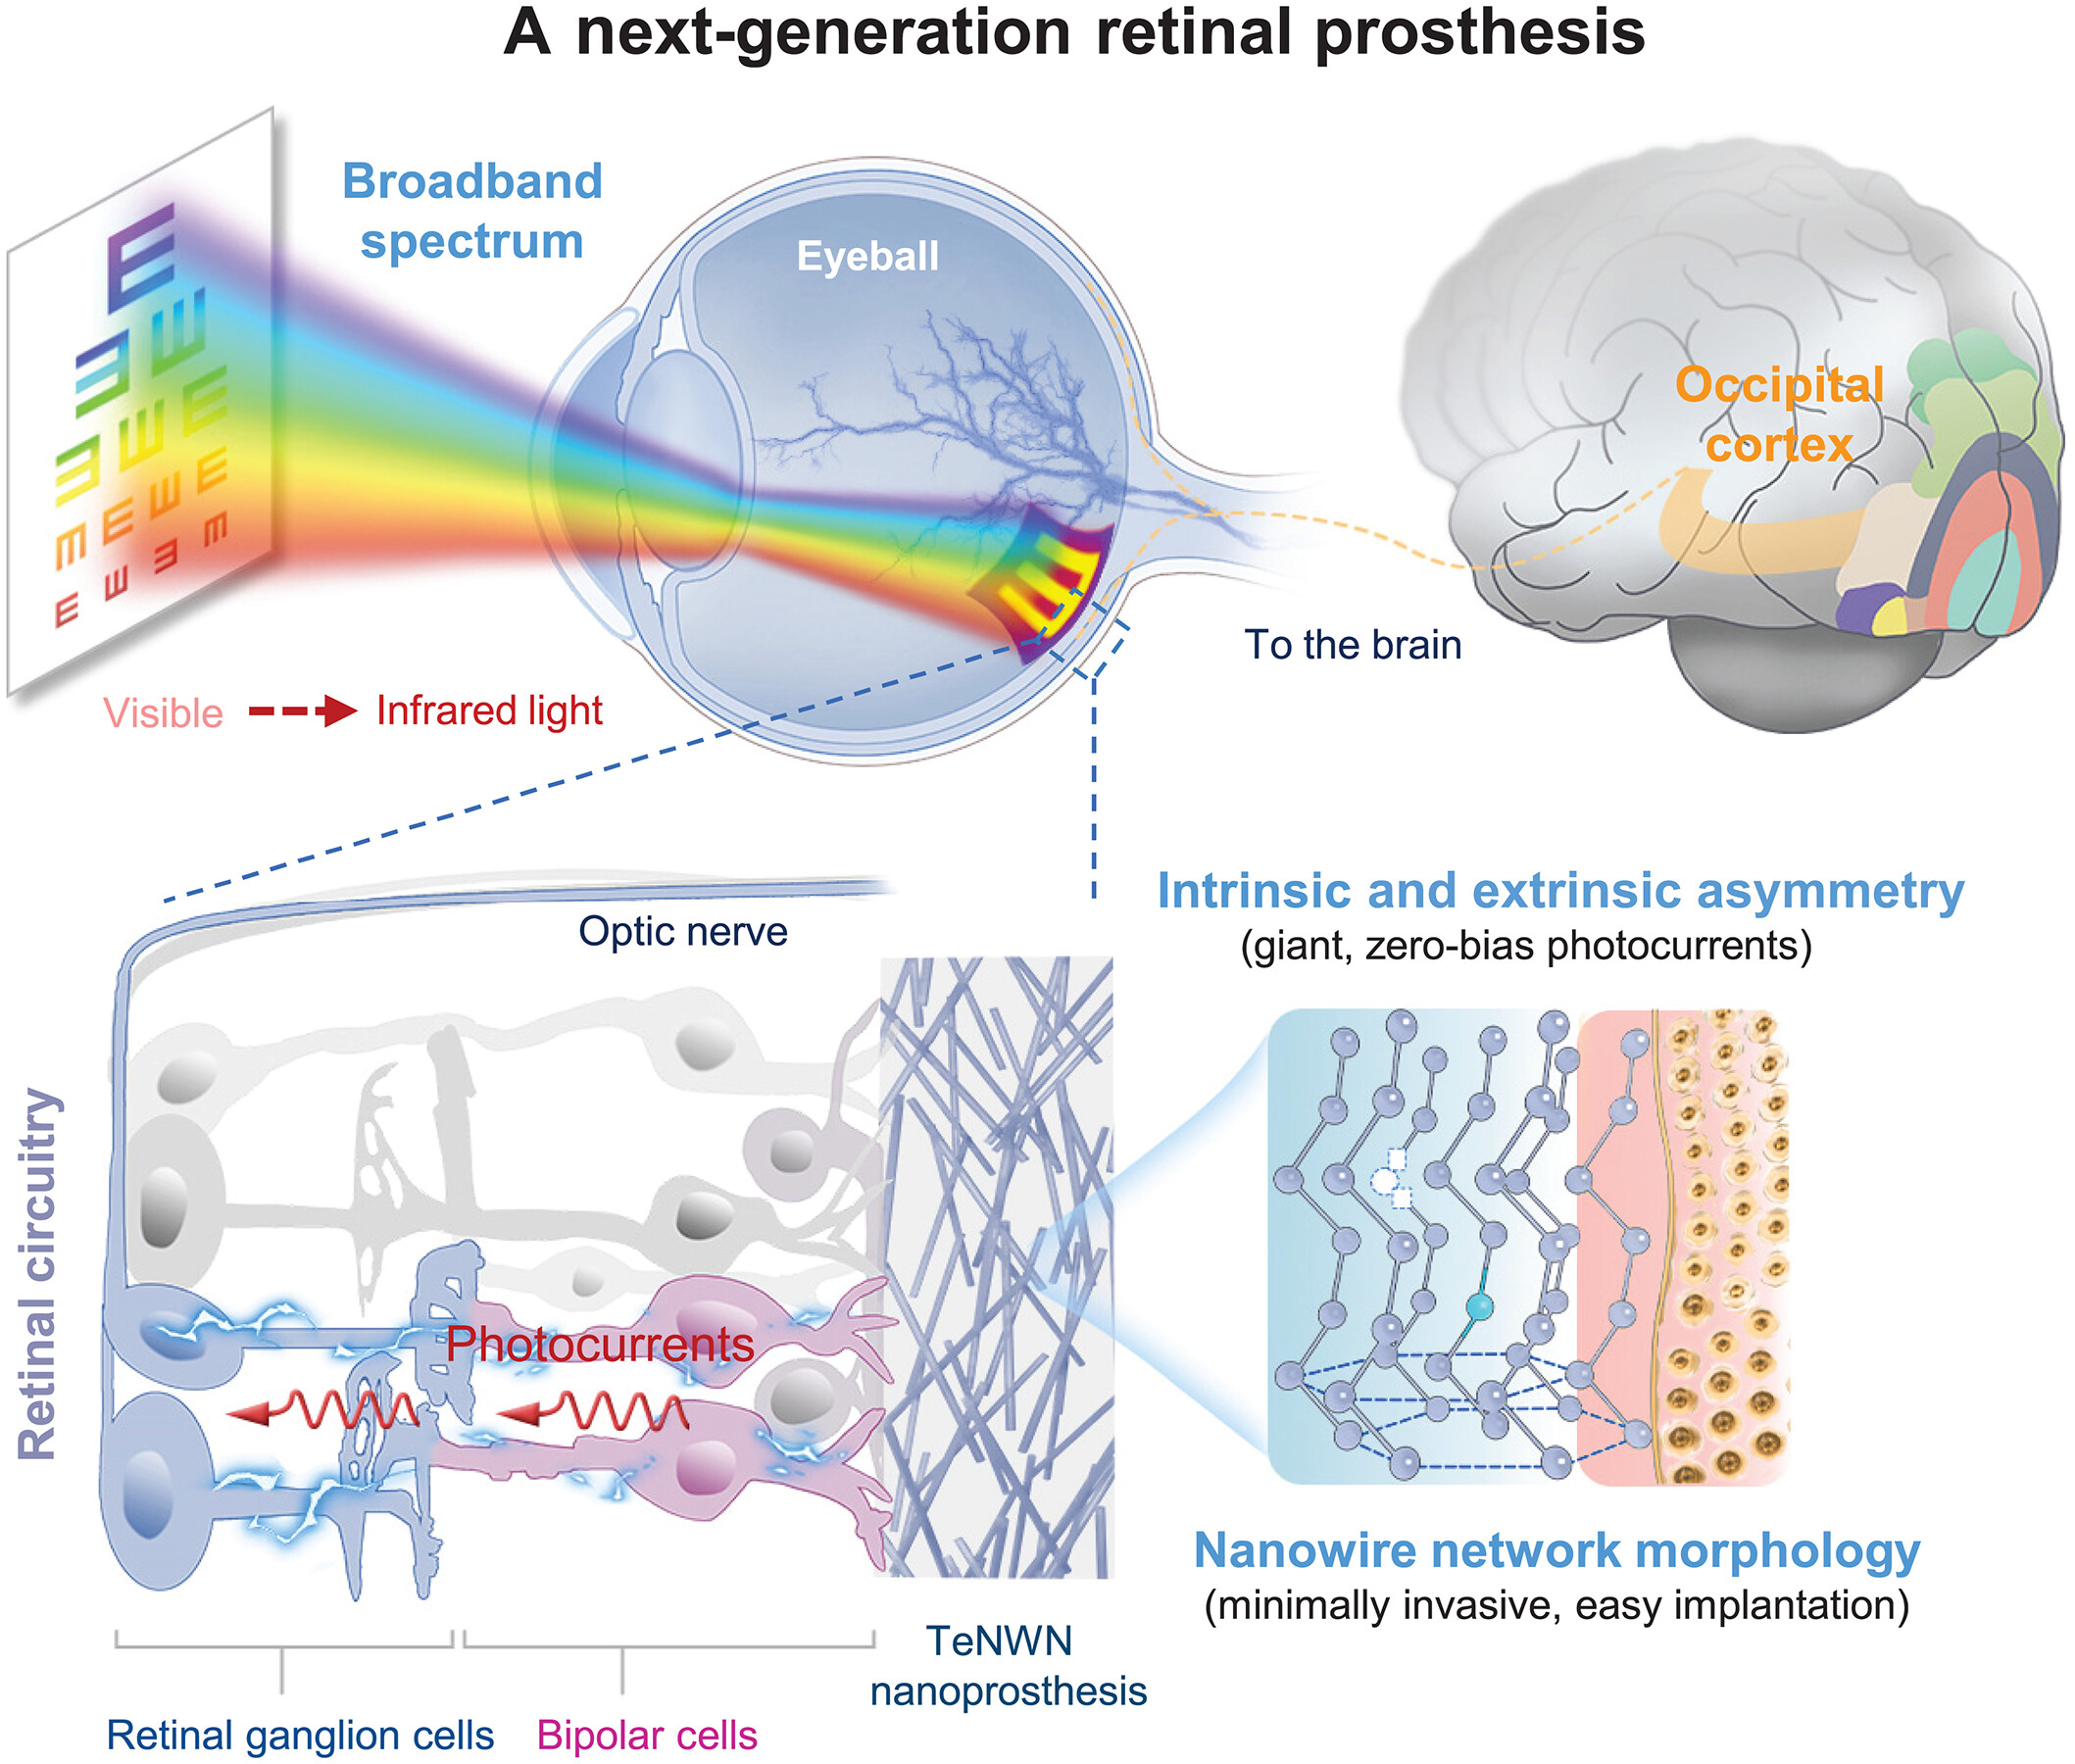 A next-generation retinal prosthesis
Broadband
spectrum
Eyeball
Occipital
cortex
E
E
E
E
E
E
E
E
E
E
E
E
E
E
To the brain
Visible
Infrared light
Intrinsic and extrinsic asymmetry
(giant, zero-bias photocurrents)
Optic nerve
Retinal circuitry
Photocurrents
Nanowire network morphology
(minimally invasive, easy implantation)
TeNWN
nanoprosthesis
Retinal ganglion cells
Bipolar cells